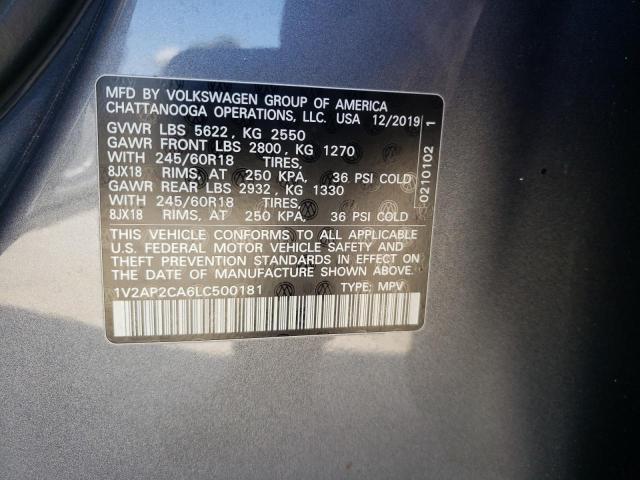 MFD BY VOLKSWAGEN GROUP OF AMERICA
CHATTANOOGA OPERATIONS, LLC. USA 12/2019
GVWR LBS 5622, KG 2550
GAWR FRONT LBS 2800, KG 1270
WITH 245/60R18 TIRES,
8JX18 RIMS, AT 250 KPA, 36 PSI COLD
GAWR REAR LBS 2932, KG 1330
WITH 245/60R18 TIRES,
8JX18 RIMS, AT 250 KPA, 36 PSI COLD
THIS VEHICLE CONFORMS TO ALL APPLICABLE
U.S. FEDERAL MOTOR VEHICLE SAFETY AND
THEFT PREVENTION STANDARDS IN EFFECT ON
THE DATE OF MANUFACTURE SHOWN ABOVE.
1V2AP2CA6LC500181 TYPE: MPV
0210102 1